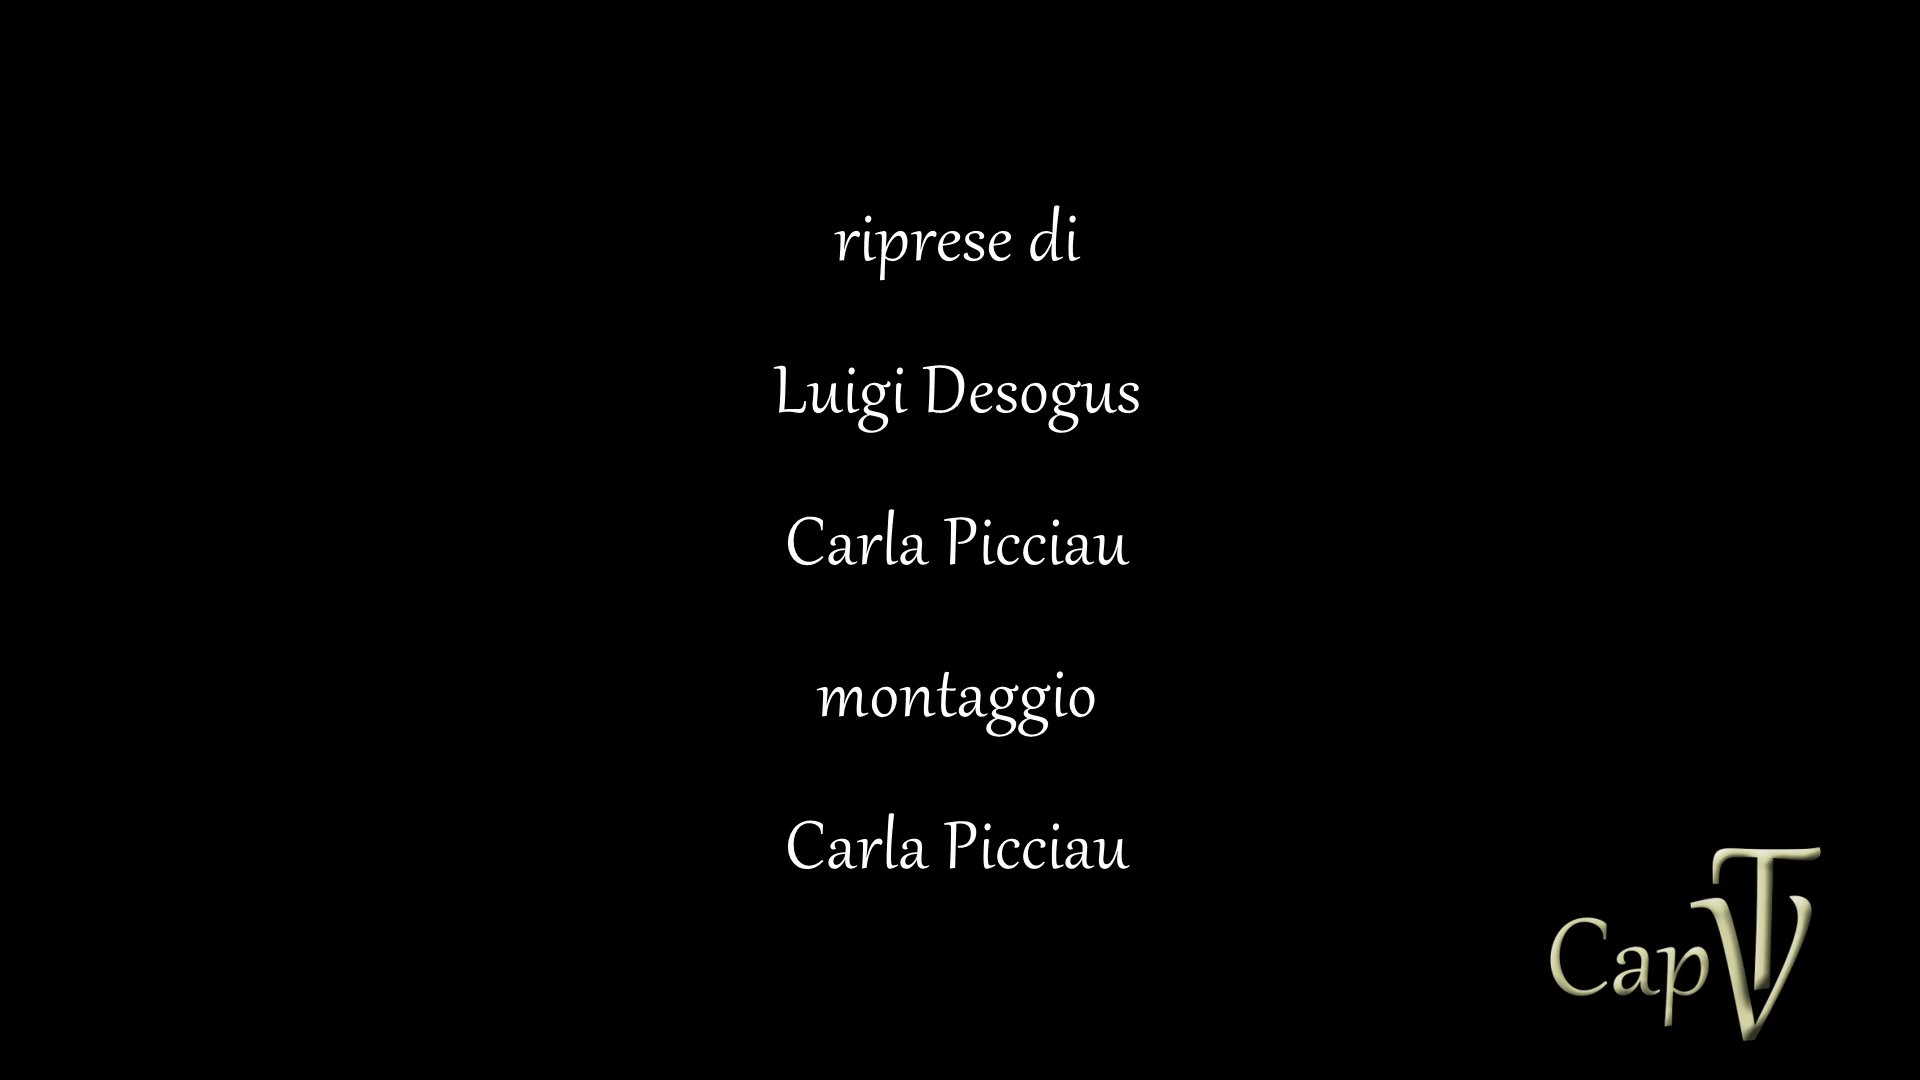 riprese di
Luigi Desogus
Carla Picciau
montaggio
Carla Picciau
CapTV